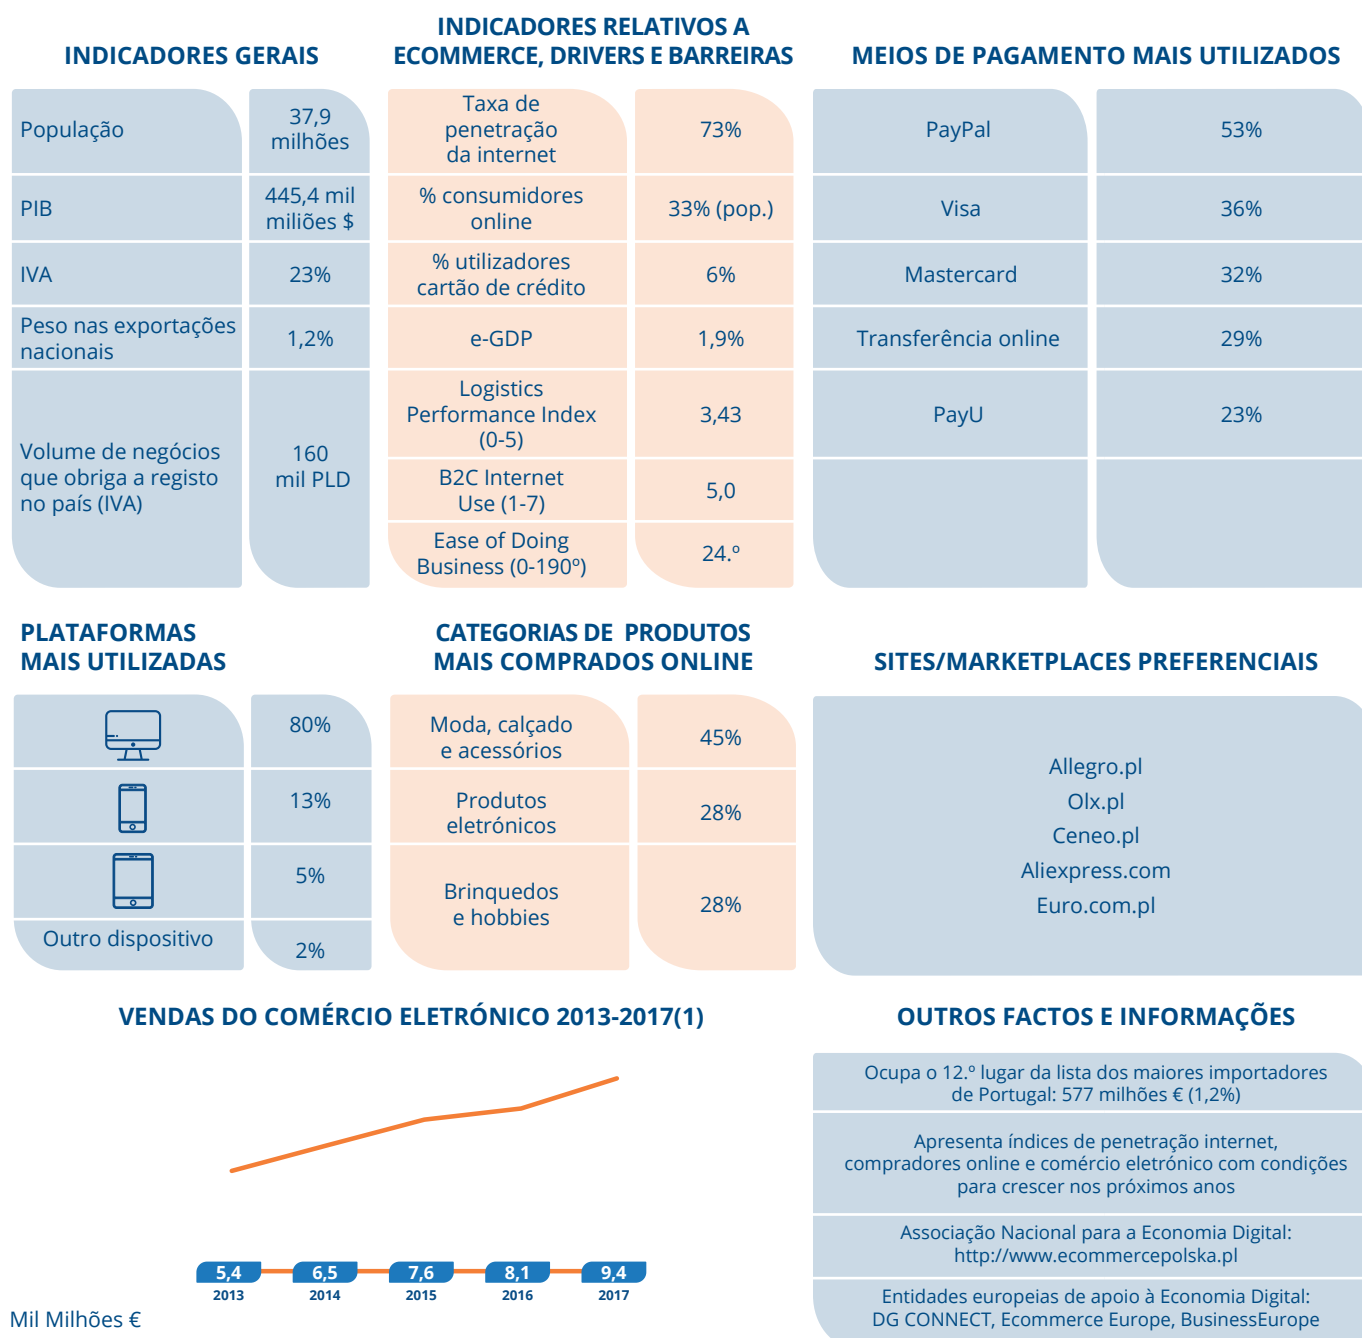 INDICADORES GERAIS
População
37,9
milhões
PIB
445,4 mil
miliões $
IVA
23%
Peso nas exportações
nacionais
1,2%
Volume de negócios
que obriga a registo
no país (IVA)
160
mil PLD
INDICADORES RELATIVOS A
ECOMMERCE, DRIVERS E BARREIRAS
Taxa de
penetração
da internet
73%
% consumidores
online
33% (pop.)
% utilizadores
cartão de crédito
6%
e-GDP
1,9%
Logistics
Performance Index
(0-5)
3,43
B2C Internet
Use (1-7)
5,0
Ease of Doing
Business (0-190º)
24.º
MEIOS DE PAGAMENTO MAIS UTILIZADOS
PayPal
53%
Visa
36%
Mastercard
32%
Transferência online
29%
PayU
23%
PLATAFORMAS
MAIS UTILIZADAS
80%
13%
5%
Outro dispositivo
2%
CATEGORIAS DE PRODUTOS
MAIS COMPRADOS ONLINE
Moda, calçado
e acessórios
45%
Produtos
eletrónicos
28%
Brinquedos
e hobbies
28%
SITES/MARKETPLACES PREFERENCIAIS
Allegro.pl
Olx.pl
Ceneo.pl
Aliexpress.com
Euro.com.pl
VENDAS DO COMÉRCIO ELETRÓNICO 2013-2017(1)
5,4
6,5
7,6
8,1
9,4
2013
2014
2015
2016
2017
Mil Milhões €
OUTROS FACTOS E INFORMAÇÕES
Ocupa o 12.º lugar da lista dos maiores importadores
de Portugal: 577 milhões € (1,2%)
Apresenta índices de penetração internet,
compradores online e comércio eletrónico com condições
para crescer nos próximos anos
Associação Nacional para a Economia Digital:
http://www.ecommercepolska.pl
Entidades europeias de apoio à Economia Digital:
DG CONNECT, Ecommerce Europe, BusinessEurope